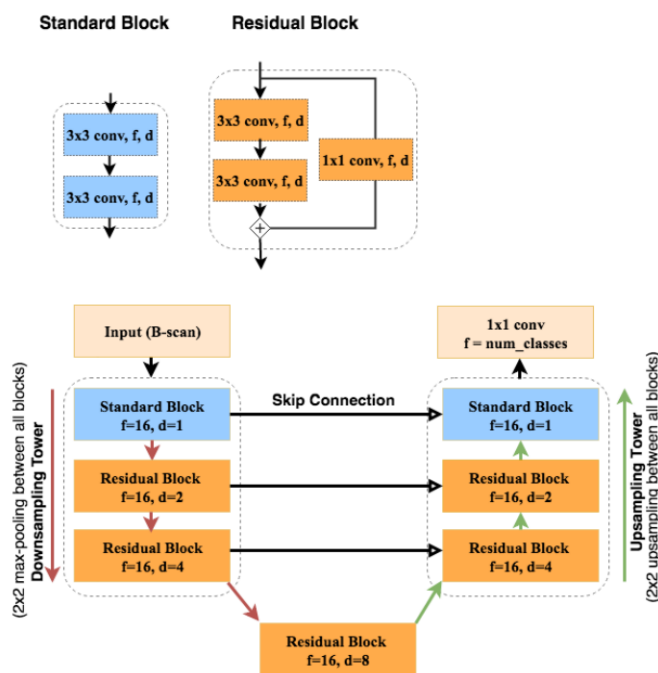 Standard Block
Residual Block
3x3 conv, f, d
3x3 conv, f, d
3x3 conv, f, d
3x3 conv, f, d
1x1 conv, f, d
+
Input (B-scan)
1x1 conv
f = num_classes
(2x2 max-pooling between all blocks)
Downsampling Tower
Standard Block
f=16, d=1
Skip Connection
Standard Block
f=16, d=1
Residual Block
f=16, d=2
Residual Block
f=16, d=2
Residual Block
f=16, d=4
Residual Block
f=16, d=4
Upsampling Tower
(2x2 upsampling between all blocks)
Residual Block
f=16, d=8